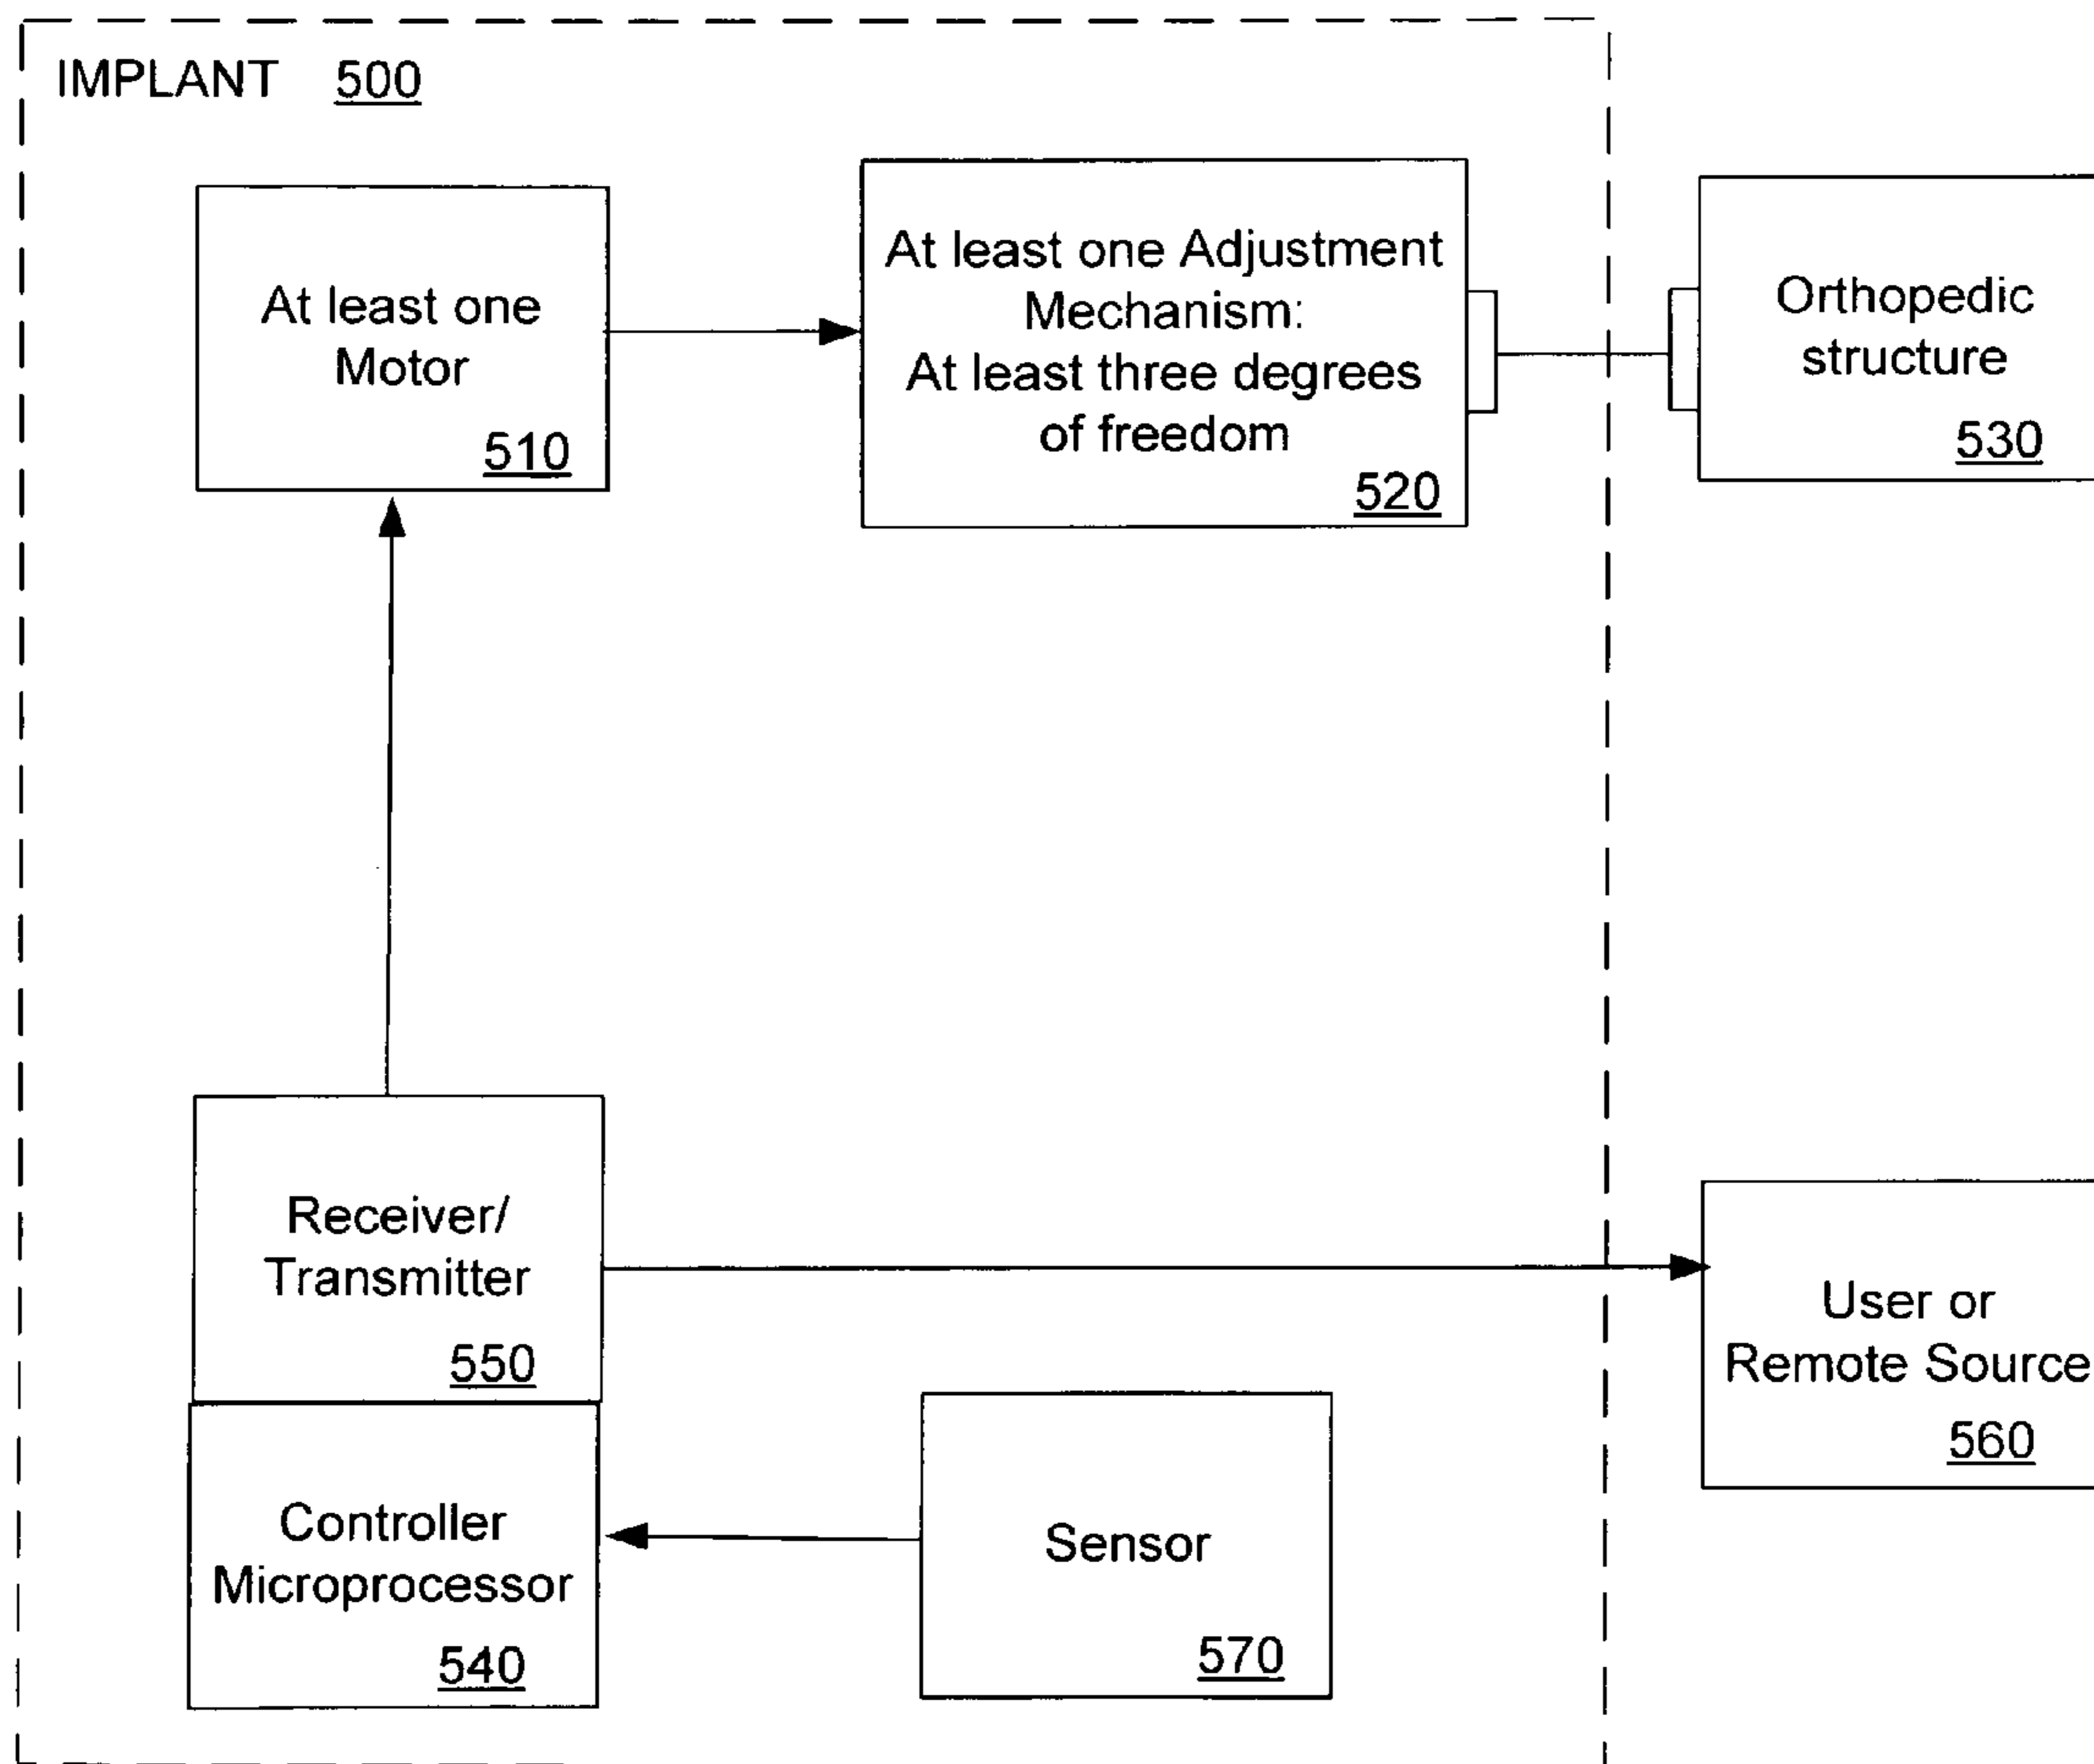 IMPLANT 500
At least one
Motor
510
At least one Adjustment
Mechanism:
At least three degrees
of freedom
520
Orthopedic
structure
530
Receiver/
Transmitter
550
User or
Remote Source
560
Controller
Microprocessor
540
Sensor
570